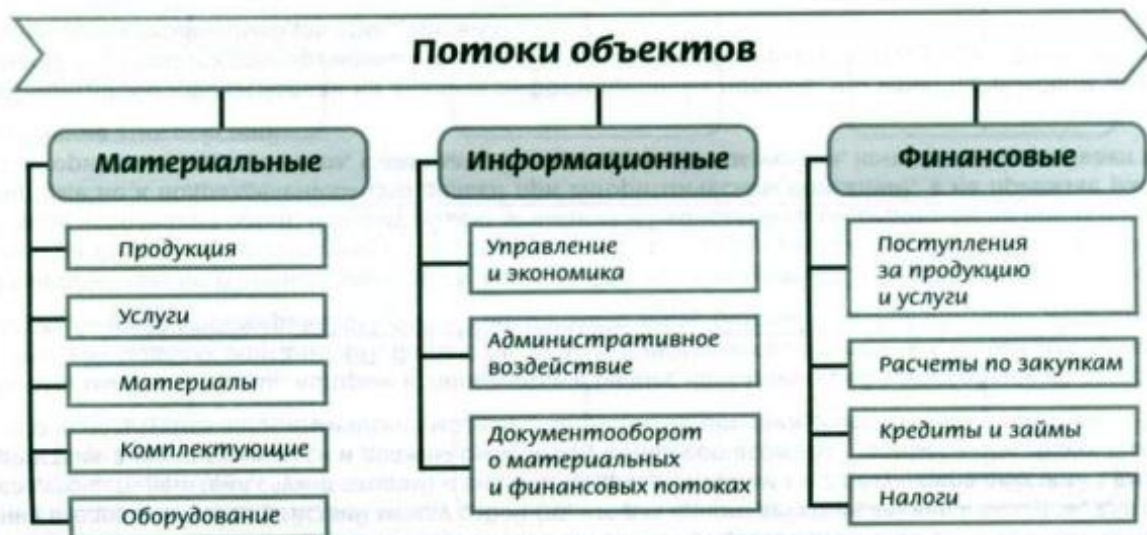 Потоки объектов
Материальные
Продукция
Услуги
Материалы
Комплектующие
Оборудование
Информационные
Управление
и экономика
Административное
воздействие
Документооборот
о материальных
и финансовых потоках
Финансовые
Поступления
за продукцию
и услуги
Расчеты по закупкам
Кредиты и займы
Налоги